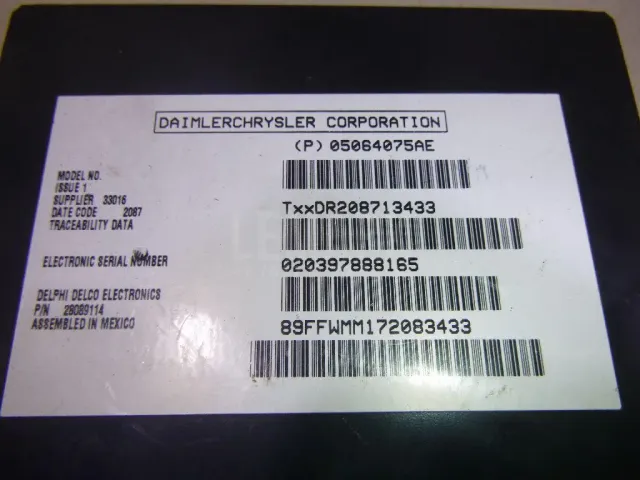 DAIMLERCHRYSLER CORPORATION
(P) 05064075AE
MODEL NO.
ISSUE 1
SUPPLIER 33016
DATE CODE 2087
TRACEABILITY DATA
TxxDR208713433
ELECTRONIC SERIAL NUMBER
020397888165
DELPHI DELCO ELECTRONICS
P/N 28089114
ASSEMBLED IN MEXICO
89FFWMM172083433